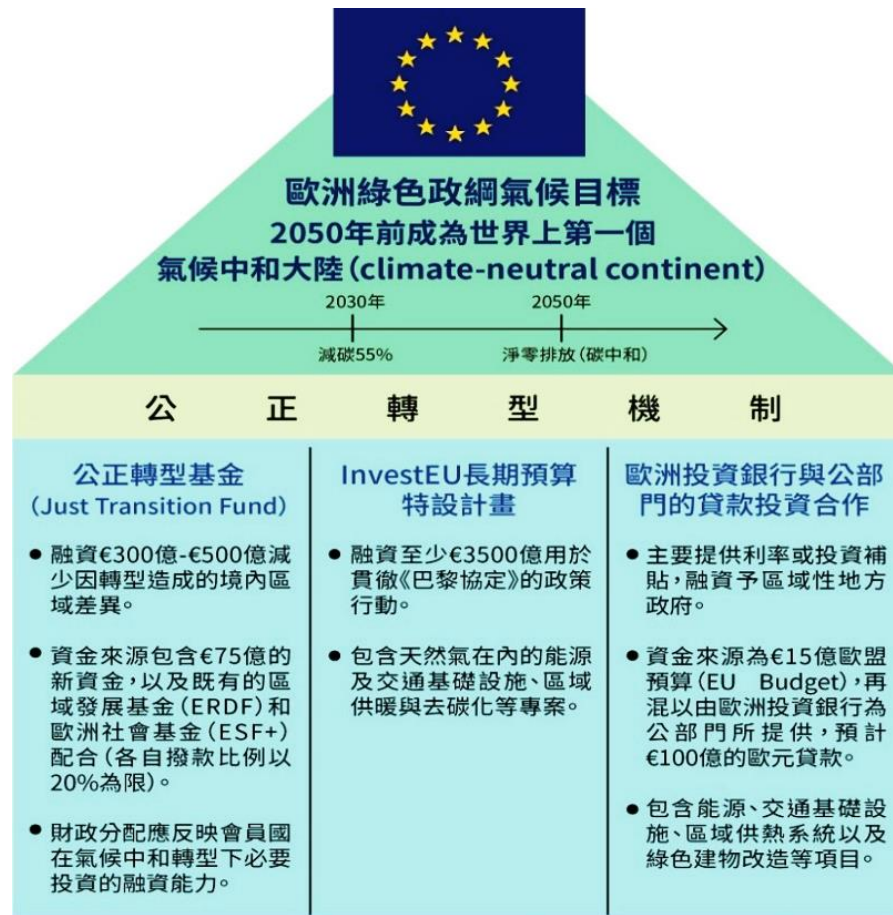 歐洲綠色政綱氣候目標
2050年前成為世界上第一個
氣候中和大陸(climate-neutral continent)
2030年
2050年
減碳55%
淨零排放(碳中和)
公正轉型機制
公正轉型基金
(Just Transition Fund)
● 融資€300億-€500億減
少因轉型造成的境內區
域差異。
● 資金來源包含€75億的
新資金,以及既有的區
域發展基金(ERDF)和
歐洲社會基金(ESF+)
配合(各自撥款比例以
20%為限)。
● 財政分配應反映會員國
在氣候中和轉型下必要
投資的融資能力。
InvestEU長期預算
特設計畫
● 融資至少€3500億用於
貫徹《巴黎協定》的政策
行動。
● 包含天然氣在內的能源
及交通基礎設施、區域
供暖與去碳化等專案。
歐洲投資銀行與公部
門的貸款投資合作
● 主要提供利率或投資補
貼,融資予區域性地方
政府。
● 資金來源為€15億歐盟
預算(EU Budget),再
混以由歐洲投資銀行為
公部門所提供,預計
€100億的歐元貸款。
● 包含能源、交通基礎設
施、區域供熱系統以及
綠色建物改造等項目。